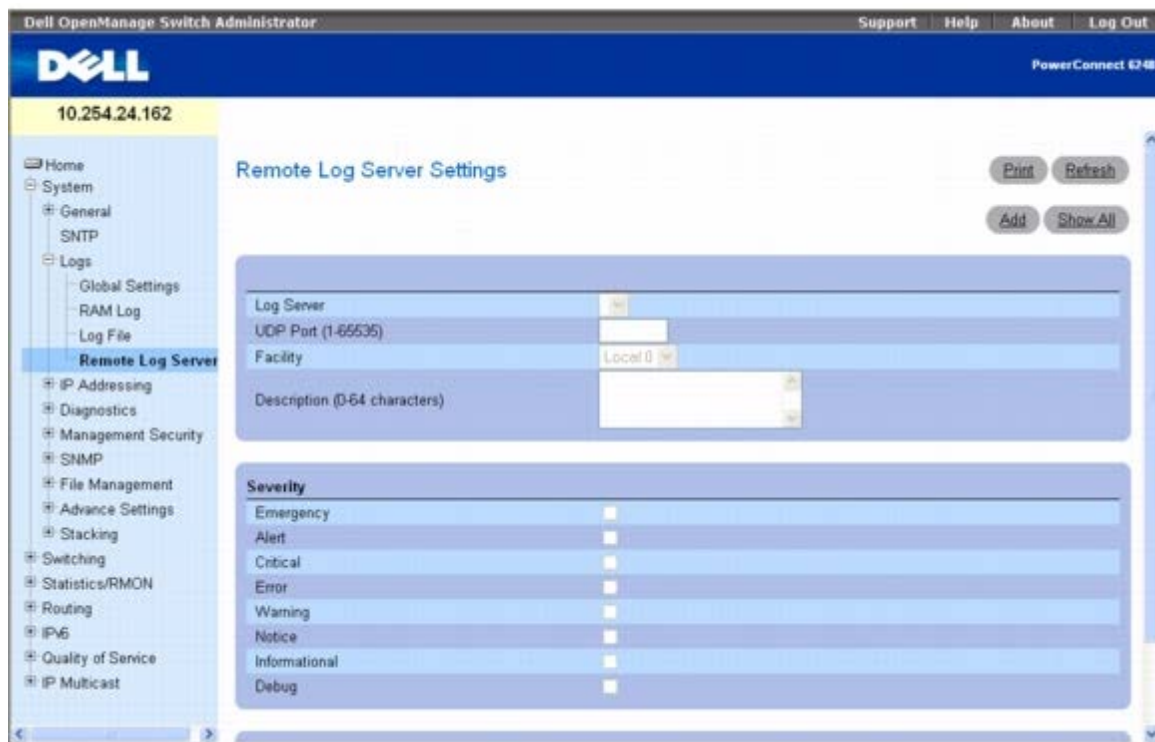 Dell OpenManage Switch Administrator
Support Help About Log Out
DELL
PowerConnect 6248
10.254.24.162
Home
System
General
SNTP
Logs
Global Settings
RAM Log
Log File
Remote Log Server
IP Addressing
Diagnostics
Management Security
SNMP
File Management
Advance Settings
Stacking
Switching
Statistics/RMON
Routing
IPv6
Quality of Service
IP Multicast
Remote Log Server Settings
Print Refresh
Add Show All
Log Server
UDP Port (1-65535)
Facility Local 0
Description (0-64 characters)
Severity
Emergency
Alert
Critical
Error
Warning
Notice
Informational
Debug